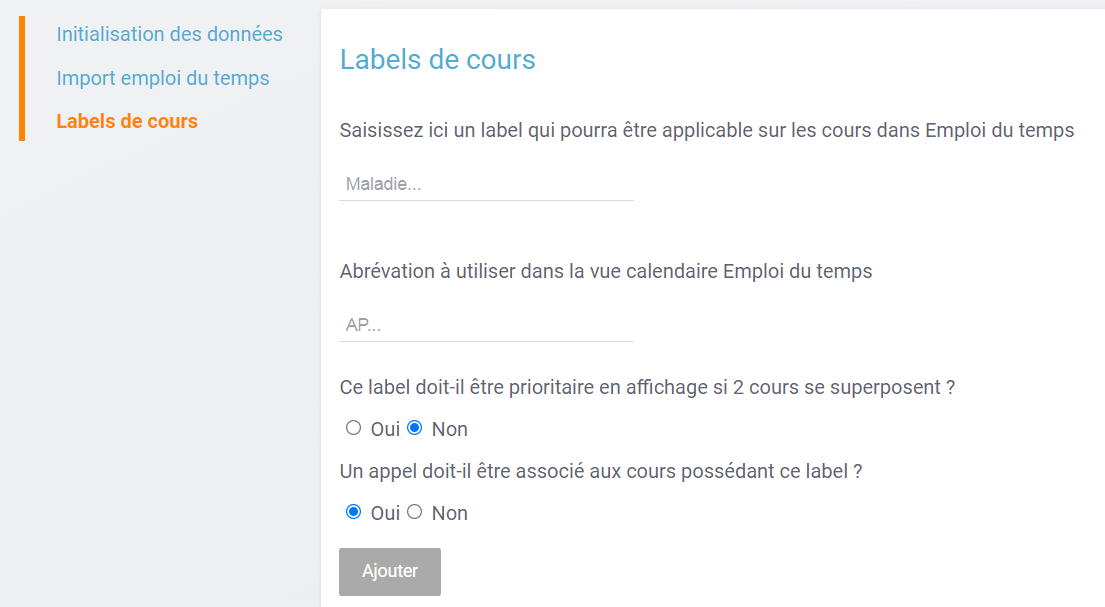 Initialisation des données
Import emploi du temps
Labels de cours
Labels de cours
Saisissez ici un label qui pourra être applicable sur les cours dans Emploi du temps
Maladie...
Abrévation à utiliser dans la vue calendaire Emploi du temps
AP...
Ce label doit-il être prioritaire en affichage si 2 cours se superposent ?
Oui Non
Un appel doit-il être associé aux cours possédant ce label ?
Oui Non
Ajouter